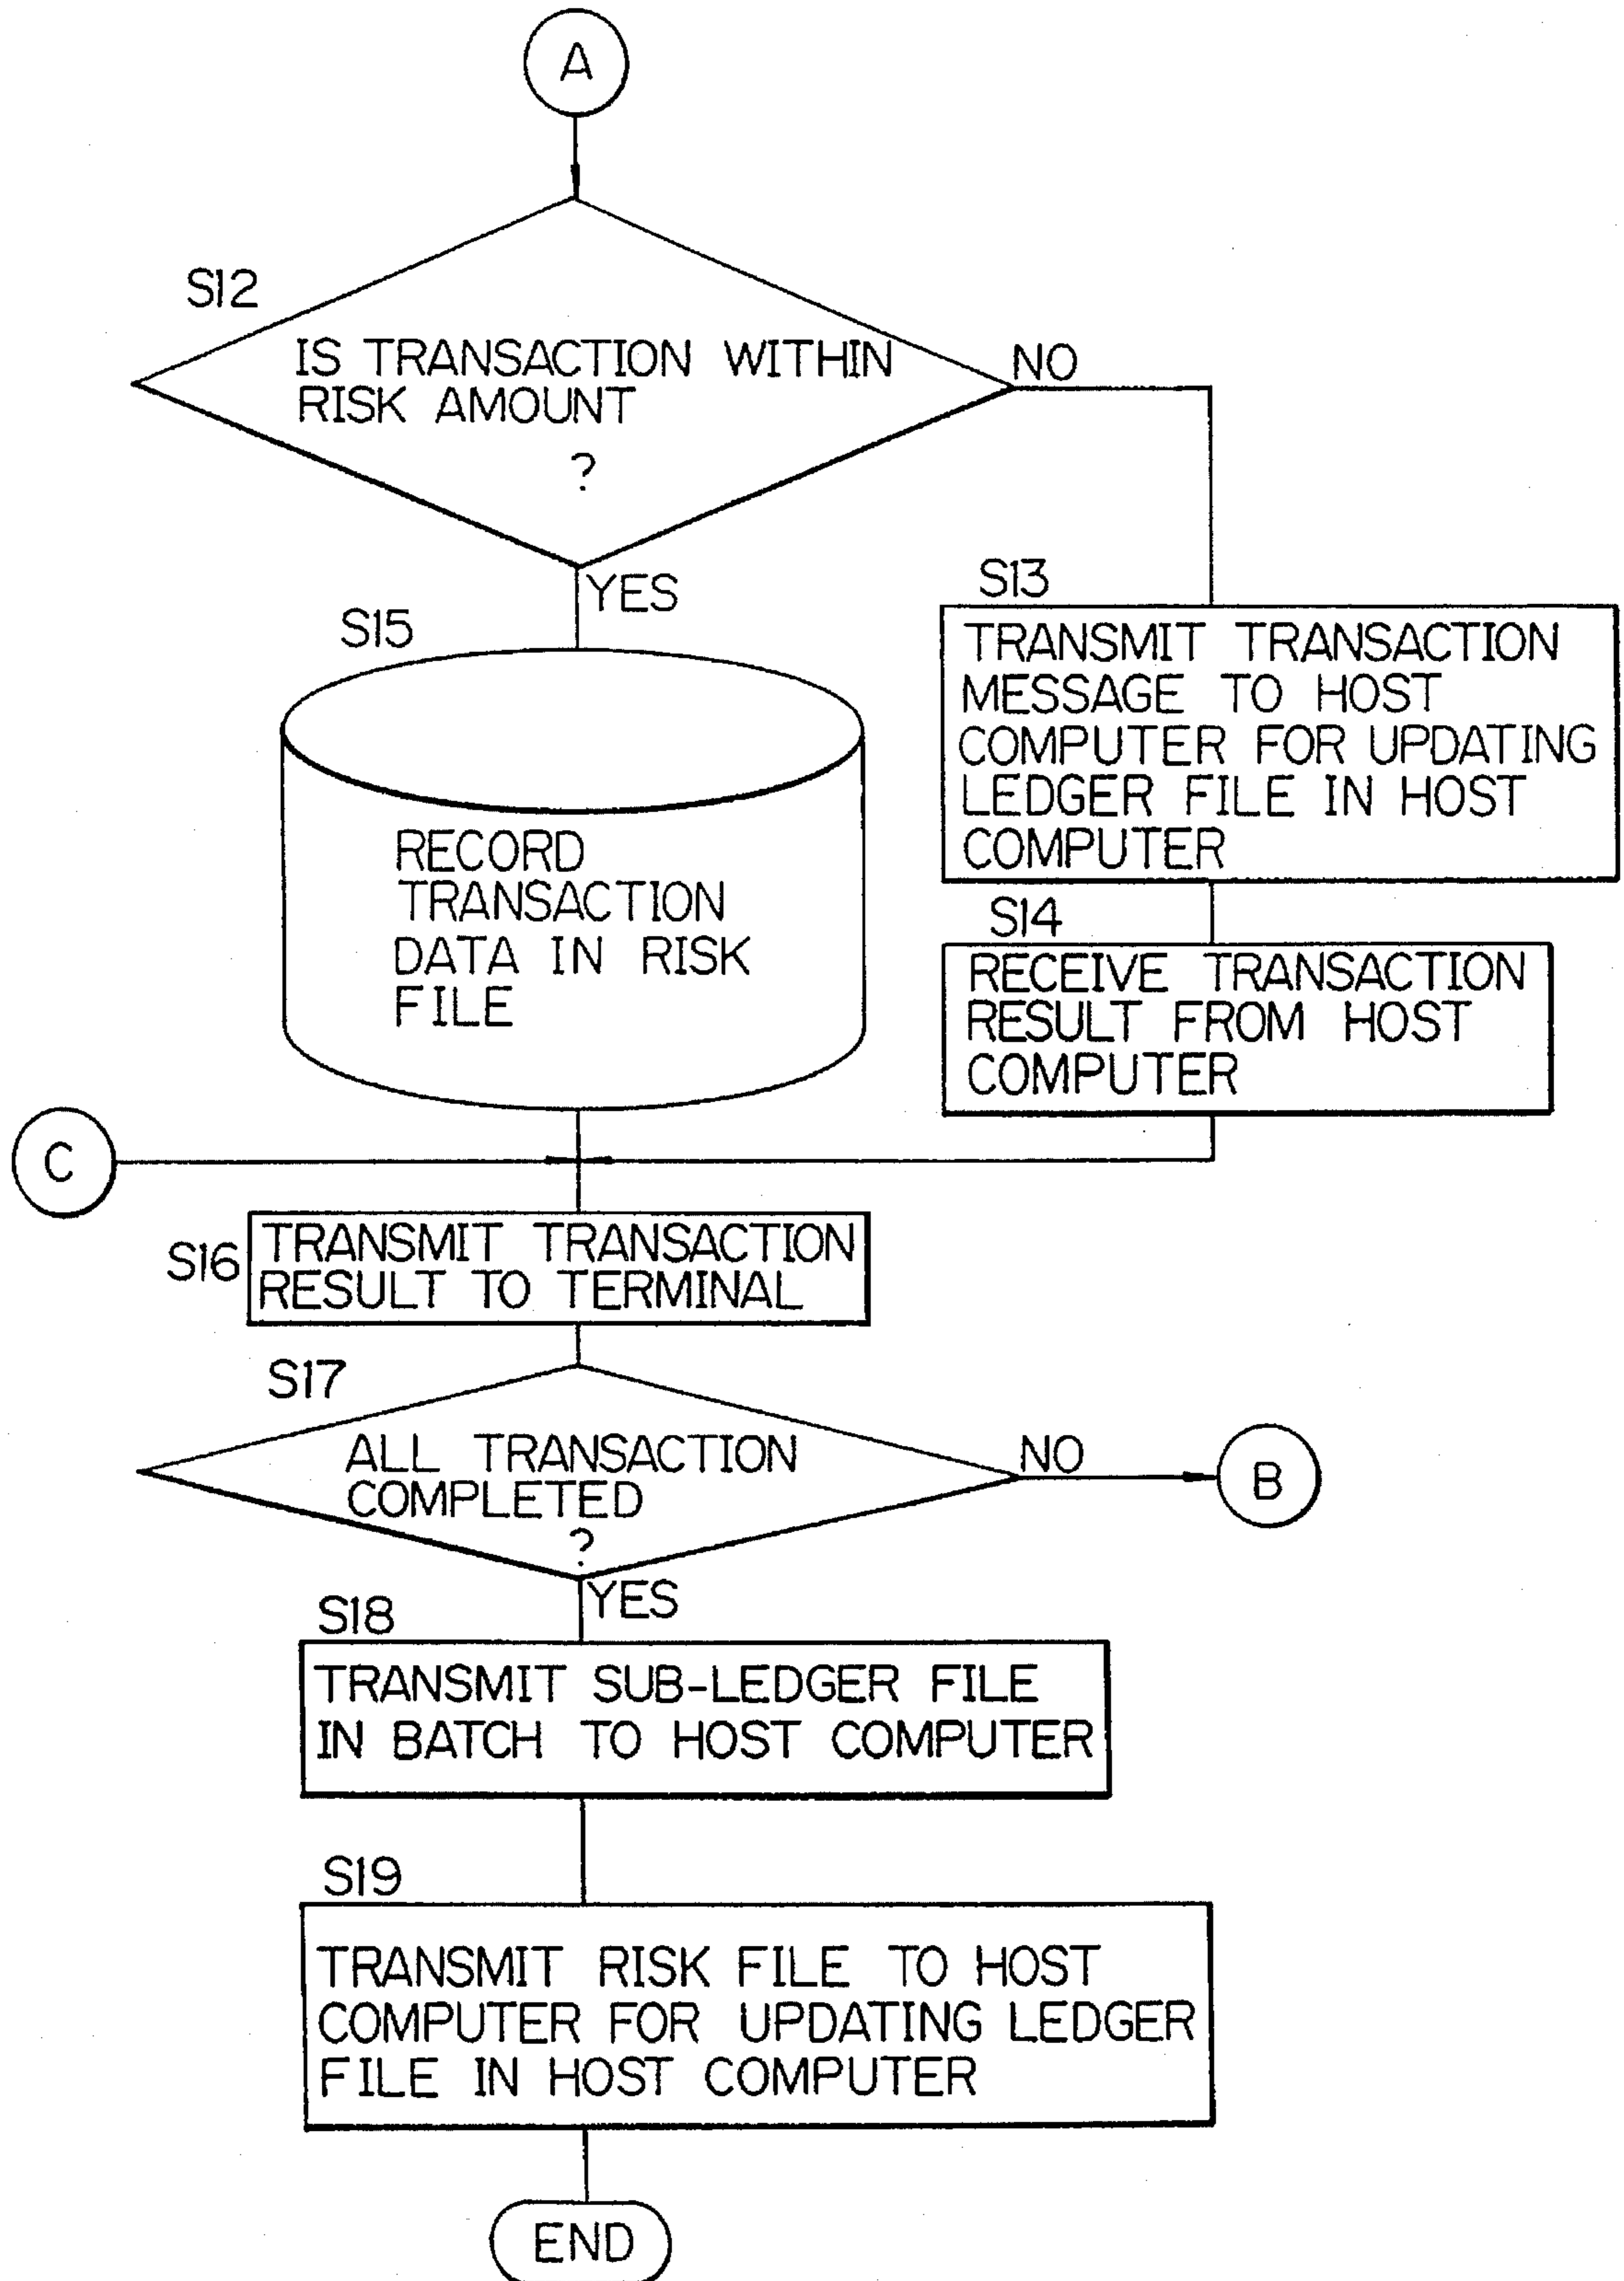 A
S12
IS TRANSACTION WITHIN
RISK AMOUNT
?
NO
YES
S13
TRANSMIT TRANSACTION
MESSAGE TO HOST
COMPUTER FOR UPDATING
LEDGER FILE IN HOST
COMPUTER
S14
RECEIVE TRANSACTION
RESULT FROM HOST
COMPUTER
S15
RECORD
TRANSACTION
DATA IN RISK
FILE
C
S16
TRANSMIT TRANSACTION
RESULT TO TERMINAL
S17
ALL TRANSACTION
COMPLETED
?
NO
B
YES
S18
TRANSMIT SUB-LEDGER FILE
IN BATCH TO HOST COMPUTER
S19
TRANSMIT RISK FILE TO HOST
COMPUTER FOR UPDATING LEDGER
FILE IN HOST COMPUTER
END